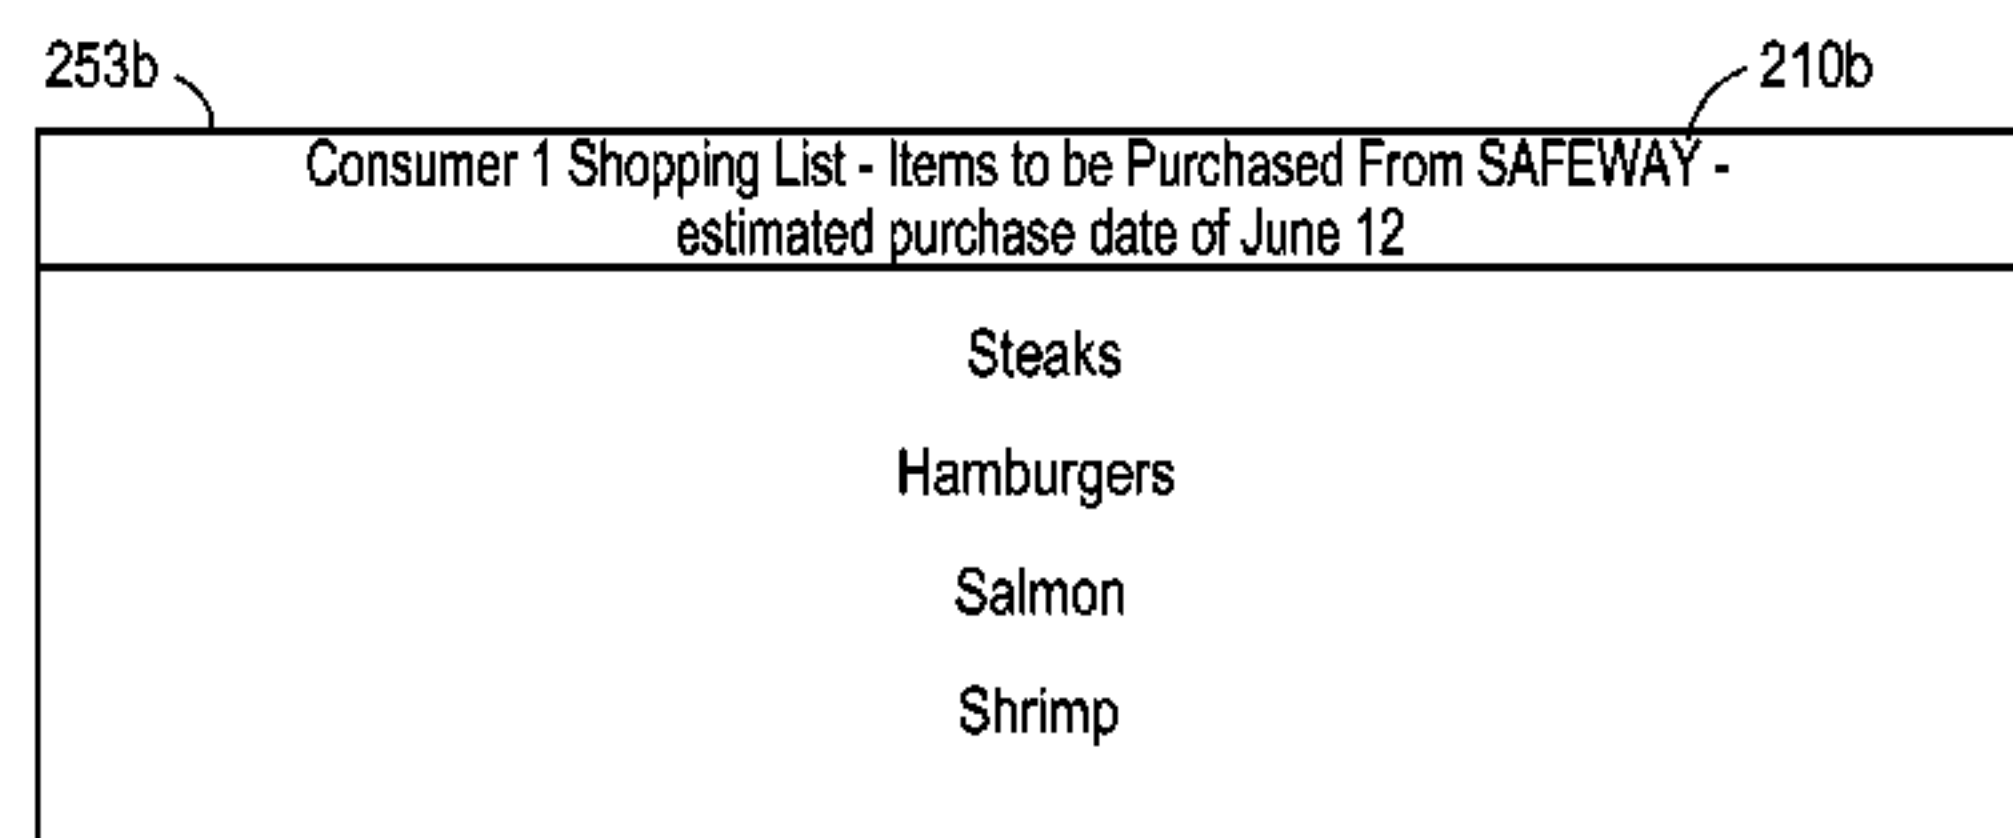 253b
210b
Consumer 1 Shopping List - Items to be Purchased From SAFEWAY -
estimated purchase date of June 12
Steaks
Hamburgers
Salmon
Shrimp